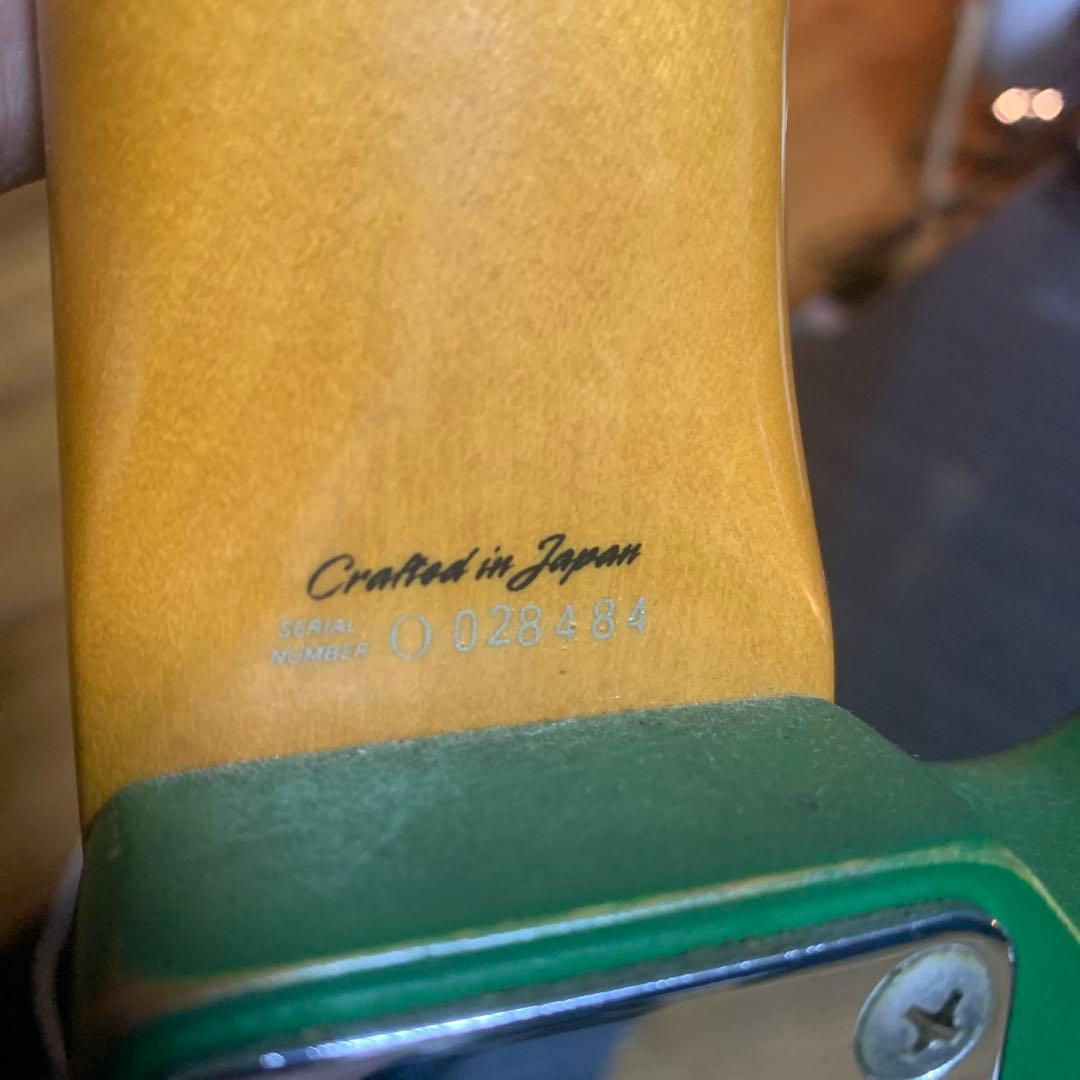 Crafted in Japan
SERIAL
NUMBER O 028484